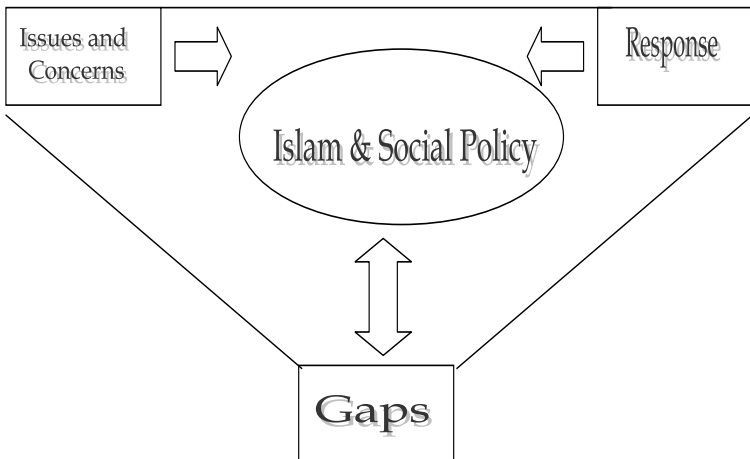 Issues and
Concerns
Response
Islam & Social Policy
Gaps